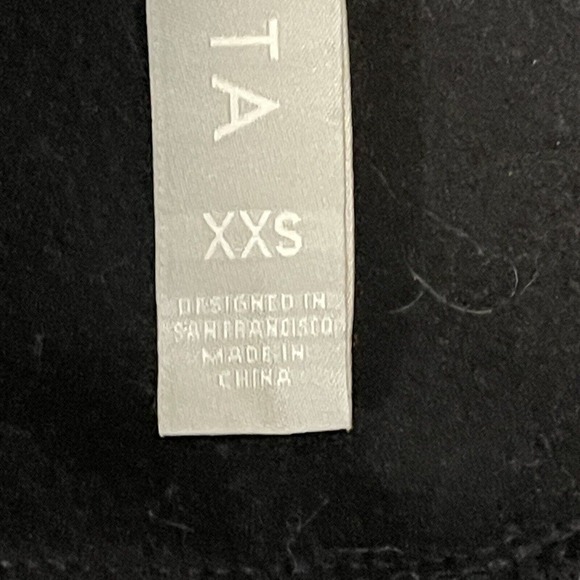 TA
XXS
DESIGNED IN
SAN FRANCISCO
MADE IN
CHINA